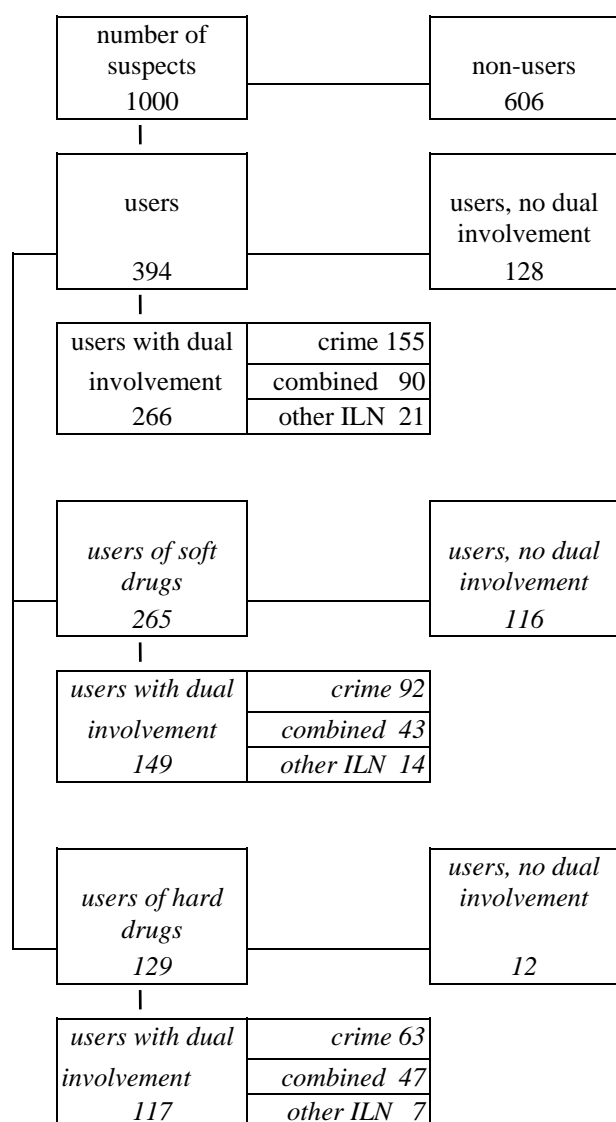 number of
suspects
1000
non-users
606
users
394
users, no dual
involvement
128
users with dual
involvement
266
crime 155
combined 90
other ILN 21
users of soft
drugs
265
users, no dual
involvement
116
users with dual
involvement
149
crime 92
combined 43
other ILN 14
users of hard
drugs
129
users, no dual
involvement
12
users with dual
involvement
117
crime 63
combined 47
other ILN 7